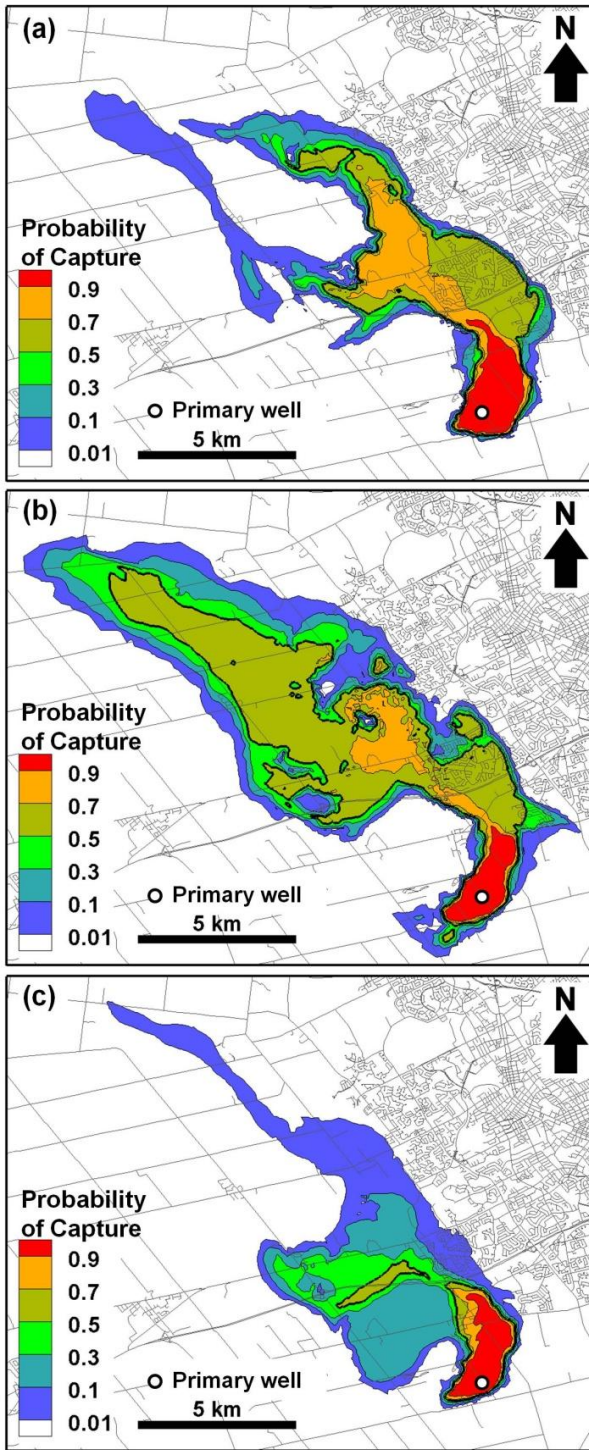 (a)
N
Probability
of Capture
0.9
0.7
0.5
0.3
0.1
0.01
Primary well
5 km
(b)
N
Probability
of Capture
0.9
0.7
0.5
0.3
0.1
0.01
Primary well
5 km
(c)
N
Probability
of Capture
0.9
0.7
0.5
0.3
0.1
0.01
Primary well
5 km